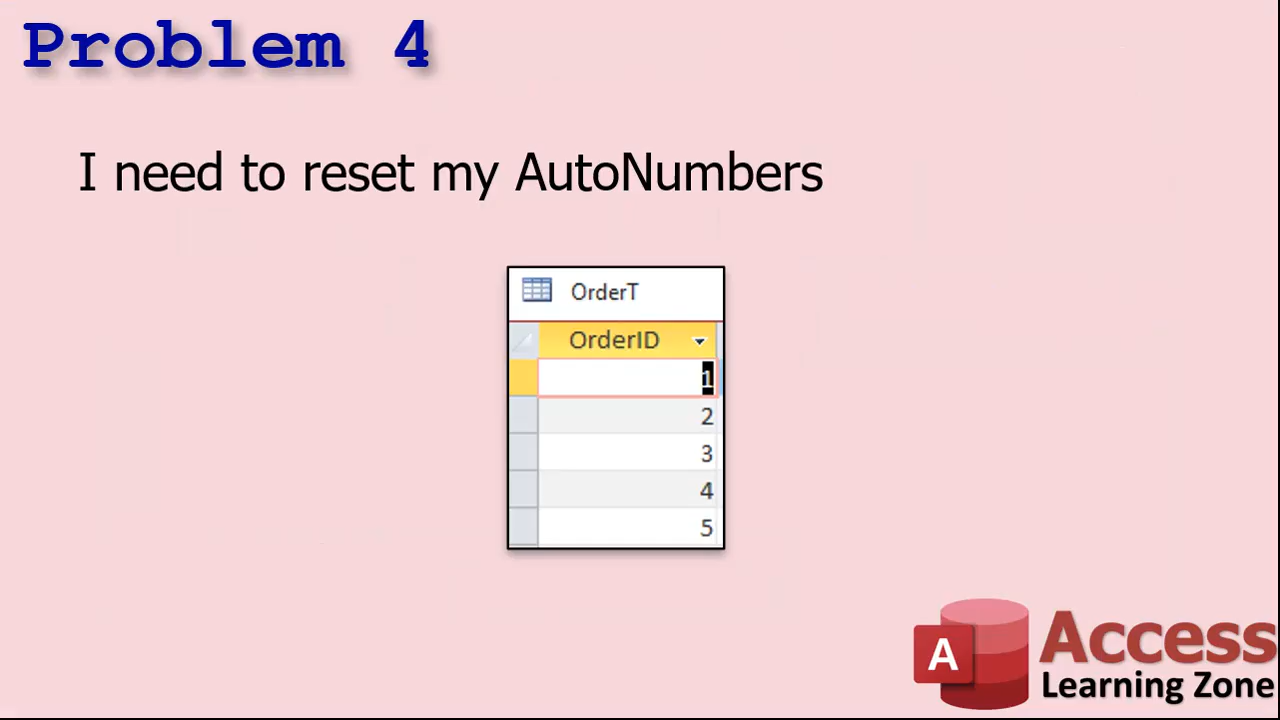 Problem 4
I need to reset my AutoNumbers
OrderT
OrderID
1
2
3
4
5
A Access
Learning Zone